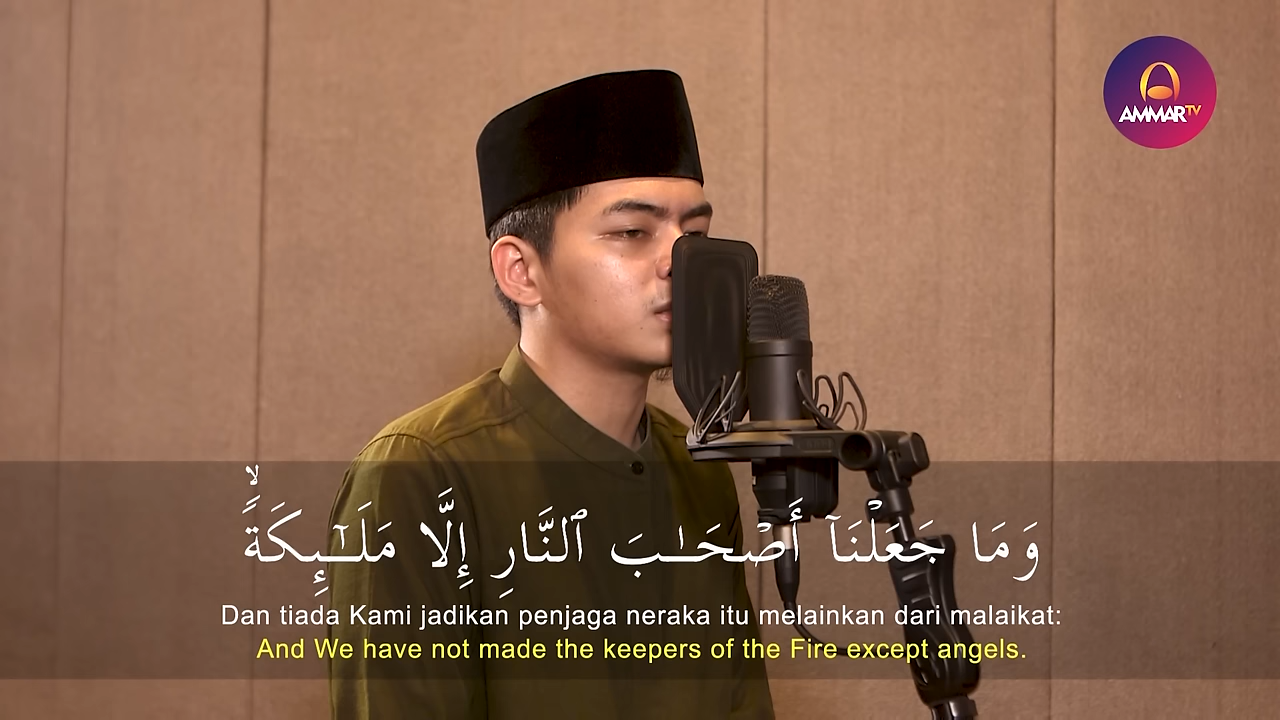 AMMARTV
وَمَا جَعَلْنَآ أَصْحَـٰبَ ٱلنَّارِ إِلَّا مَلَـٰٓئِكَةًۙ
Dan tiada Kami jadikan penjaga neraka itu melainkan dari malaikat:
And We have not made the keepers of the Fire except angels.